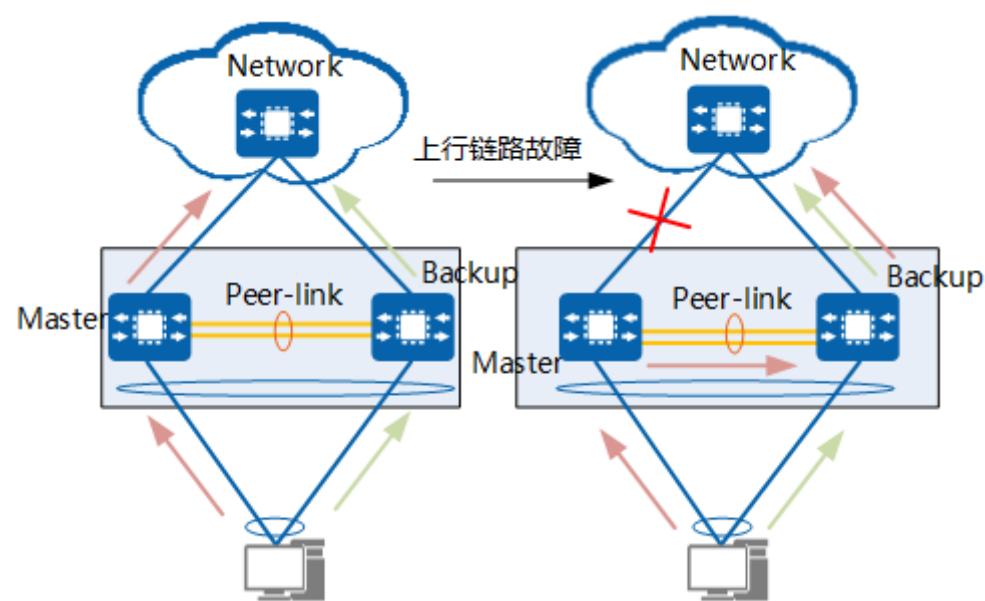 Network
Network
上行链路故障
Backup
Backup
Peer-link
Peer-link
Master
Master